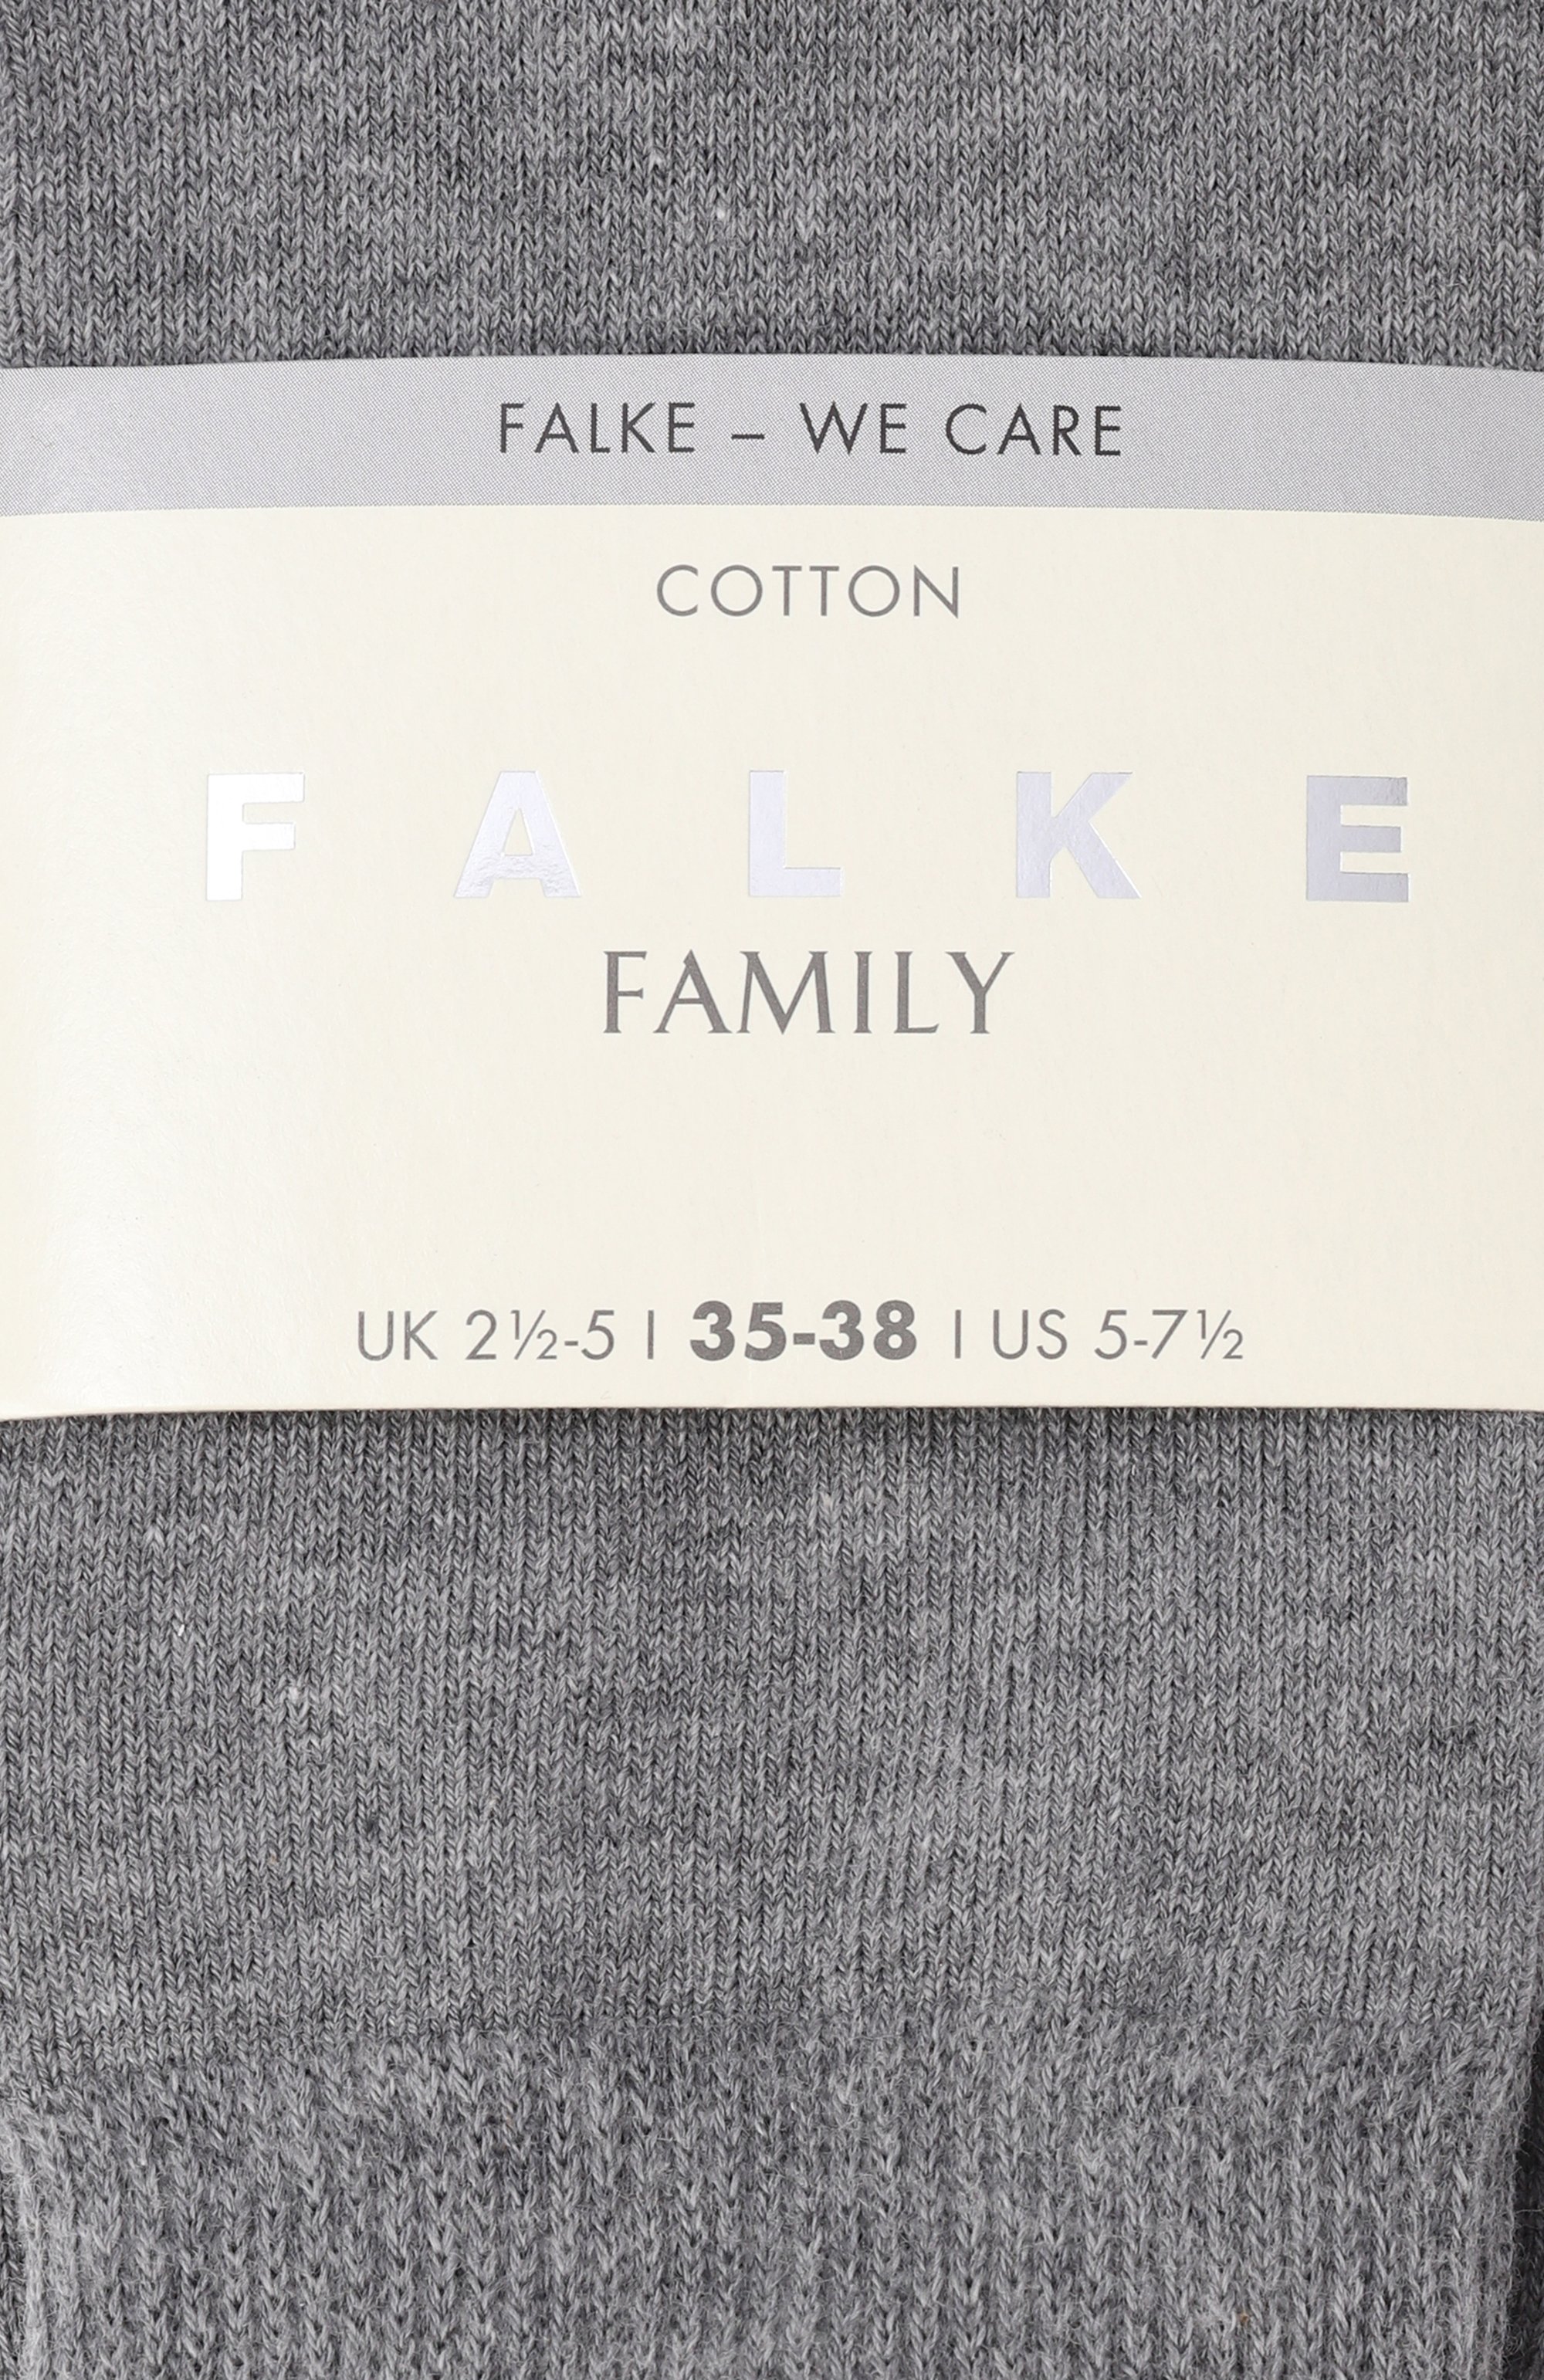 FALKE – WE CARE
COTTON
FALKE
FAMILY
UK 2½-5 | 35-38 | US 5-7½